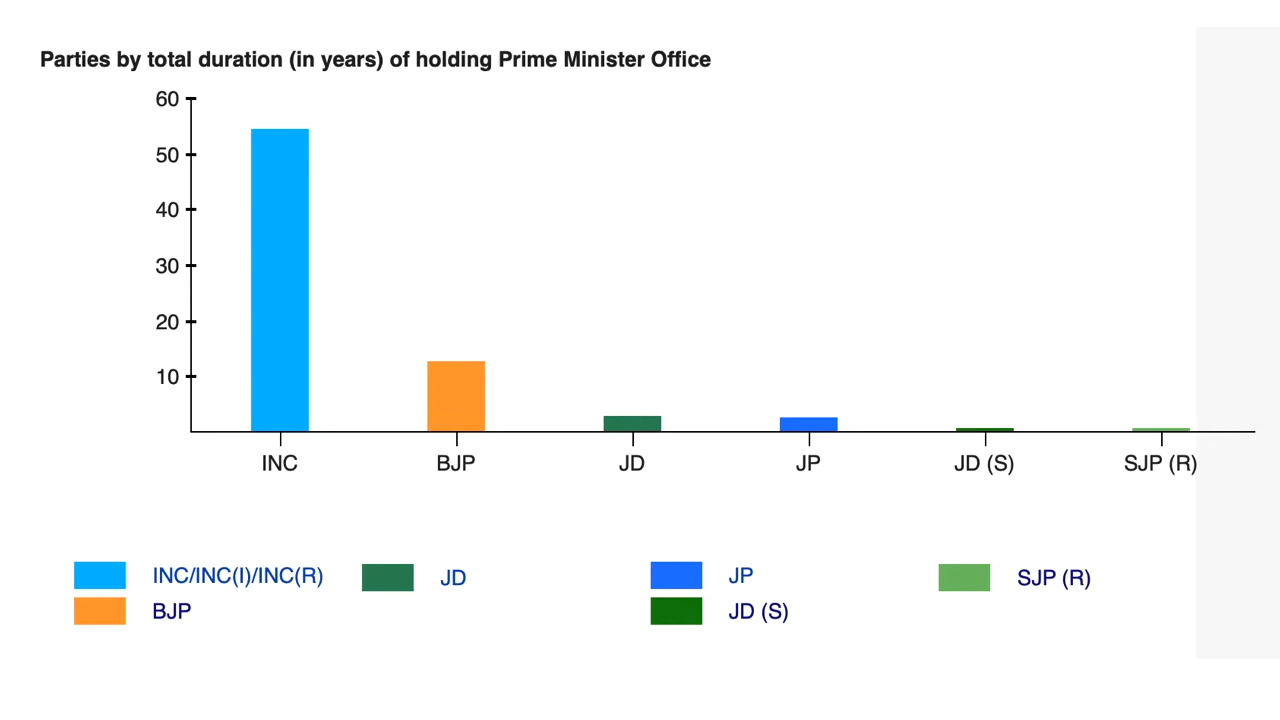 Parties by total duration (in years) of holding Prime Minister Office
60
50
40
30
20
10
INC BJP JD JP JD (S) SJP (R)
INC/INC(I)/INC(R) JD JP SJP (R)
BJP JD (S)